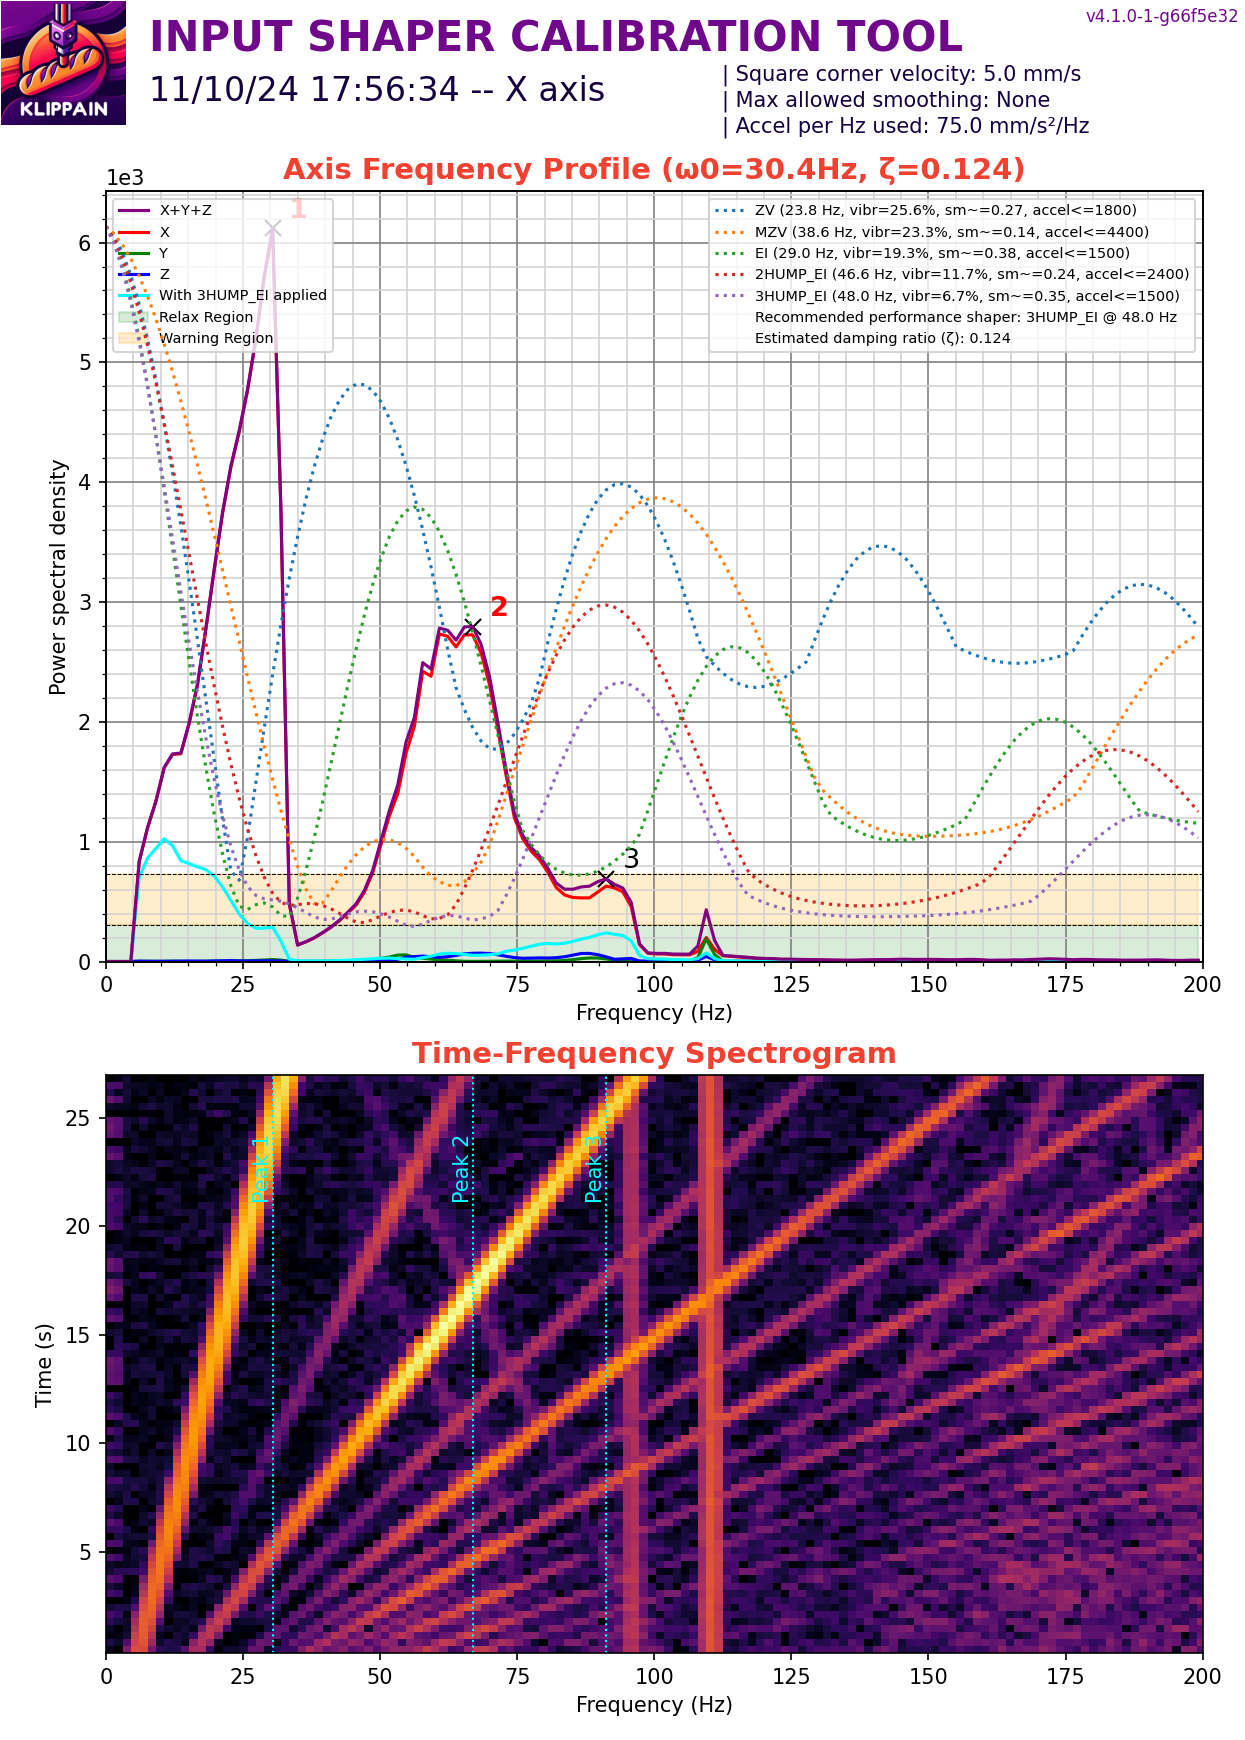 v4.1.0-1-g66f5e32
INPUT SHAPER CALIBRATION TOOL
11/10/24 17:56:34 -- X axis
| Square corner velocity: 5.0 mm/s
| Max allowed smoothing: None
| Accel per Hz used: 75.0 mm/s²/Hz
KLIPPAIN
Axis Frequency Profile (ω0=30.4Hz, ζ=0.124)
1e3
X+Y+Z
X
Y
Z
With 3HUMP_EI applied
Relax Region
Warning Region
ZV (23.8 Hz, vibr=25.6%, sm~=0.27, accel<=1800)
MZV (38.6 Hz, vibr=23.3%, sm~=0.14, accel<=4400)
EI (29.0 Hz, vibr=19.3%, sm~=0.38, accel<=1500)
2HUMP_EI (46.6 Hz, vibr=11.7%, sm~=0.24, accel<=2400)
3HUMP_EI (48.0 Hz, vibr=6.7%, sm~=0.35, accel<=1500)
Recommended performance shaper: 3HUMP_EI @ 48.0 Hz
Estimated damping ratio (ζ): 0.124
1
2
3
6
5
4
3
2
1
0
Power spectral density
0 25 50 75 100 125 150 175 200
Frequency (Hz)
Time-Frequency Spectrogram
Peak 1
Peak 2
Peak 3
25
20
15
10
5
Time (s)
0 25 50 75 100 125 150 175 200
Frequency (Hz)